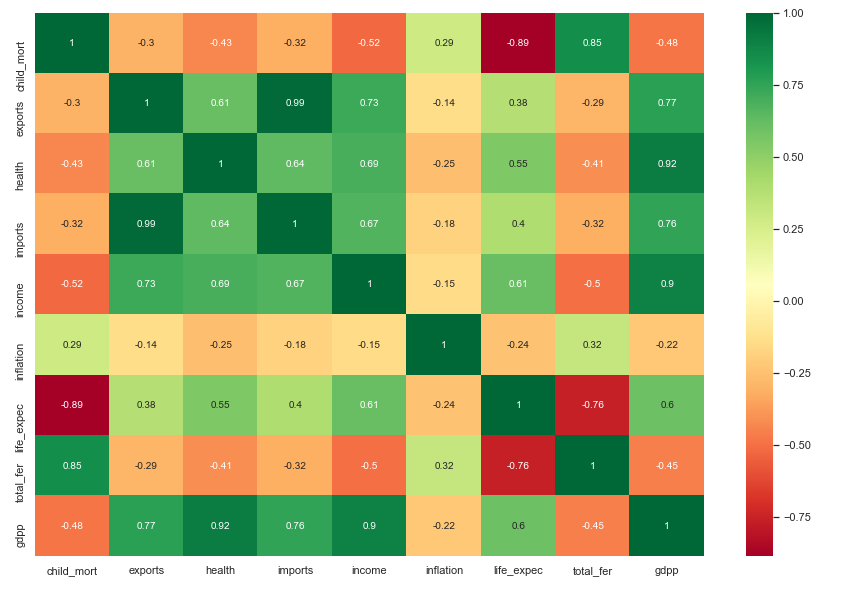 child_mort 1 -0.3 -0.43 -0.32 -0.52 0.29 -0.89 0.85 -0.48
exports -0.3 1 0.61 0.99 0.73 -0.14 0.38 -0.29 0.77
health -0.43 0.61 1 0.64 0.69 -0.25 0.55 -0.41 0.92
imports -0.32 0.99 0.64 1 0.67 -0.18 0.4 -0.32 0.76
income -0.52 0.73 0.69 0.67 1 -0.15 0.61 -0.5 0.9
inflation 0.29 -0.14 -0.25 -0.18 -0.15 1 -0.24 0.32 -0.22
life_expec -0.89 0.38 0.55 0.4 0.61 -0.24 1 -0.76 0.6
total_fer 0.85 -0.29 -0.41 -0.32 -0.5 0.32 -0.76 1 -0.45
gdpp -0.48 0.77 0.92 0.76 0.9 -0.22 0.6 -0.45 1
child_mort exports health imports income inflation life_expec total_fer gdpp
1.00
0.75
0.50
0.25
0.00
-0.25
-0.50
-0.75